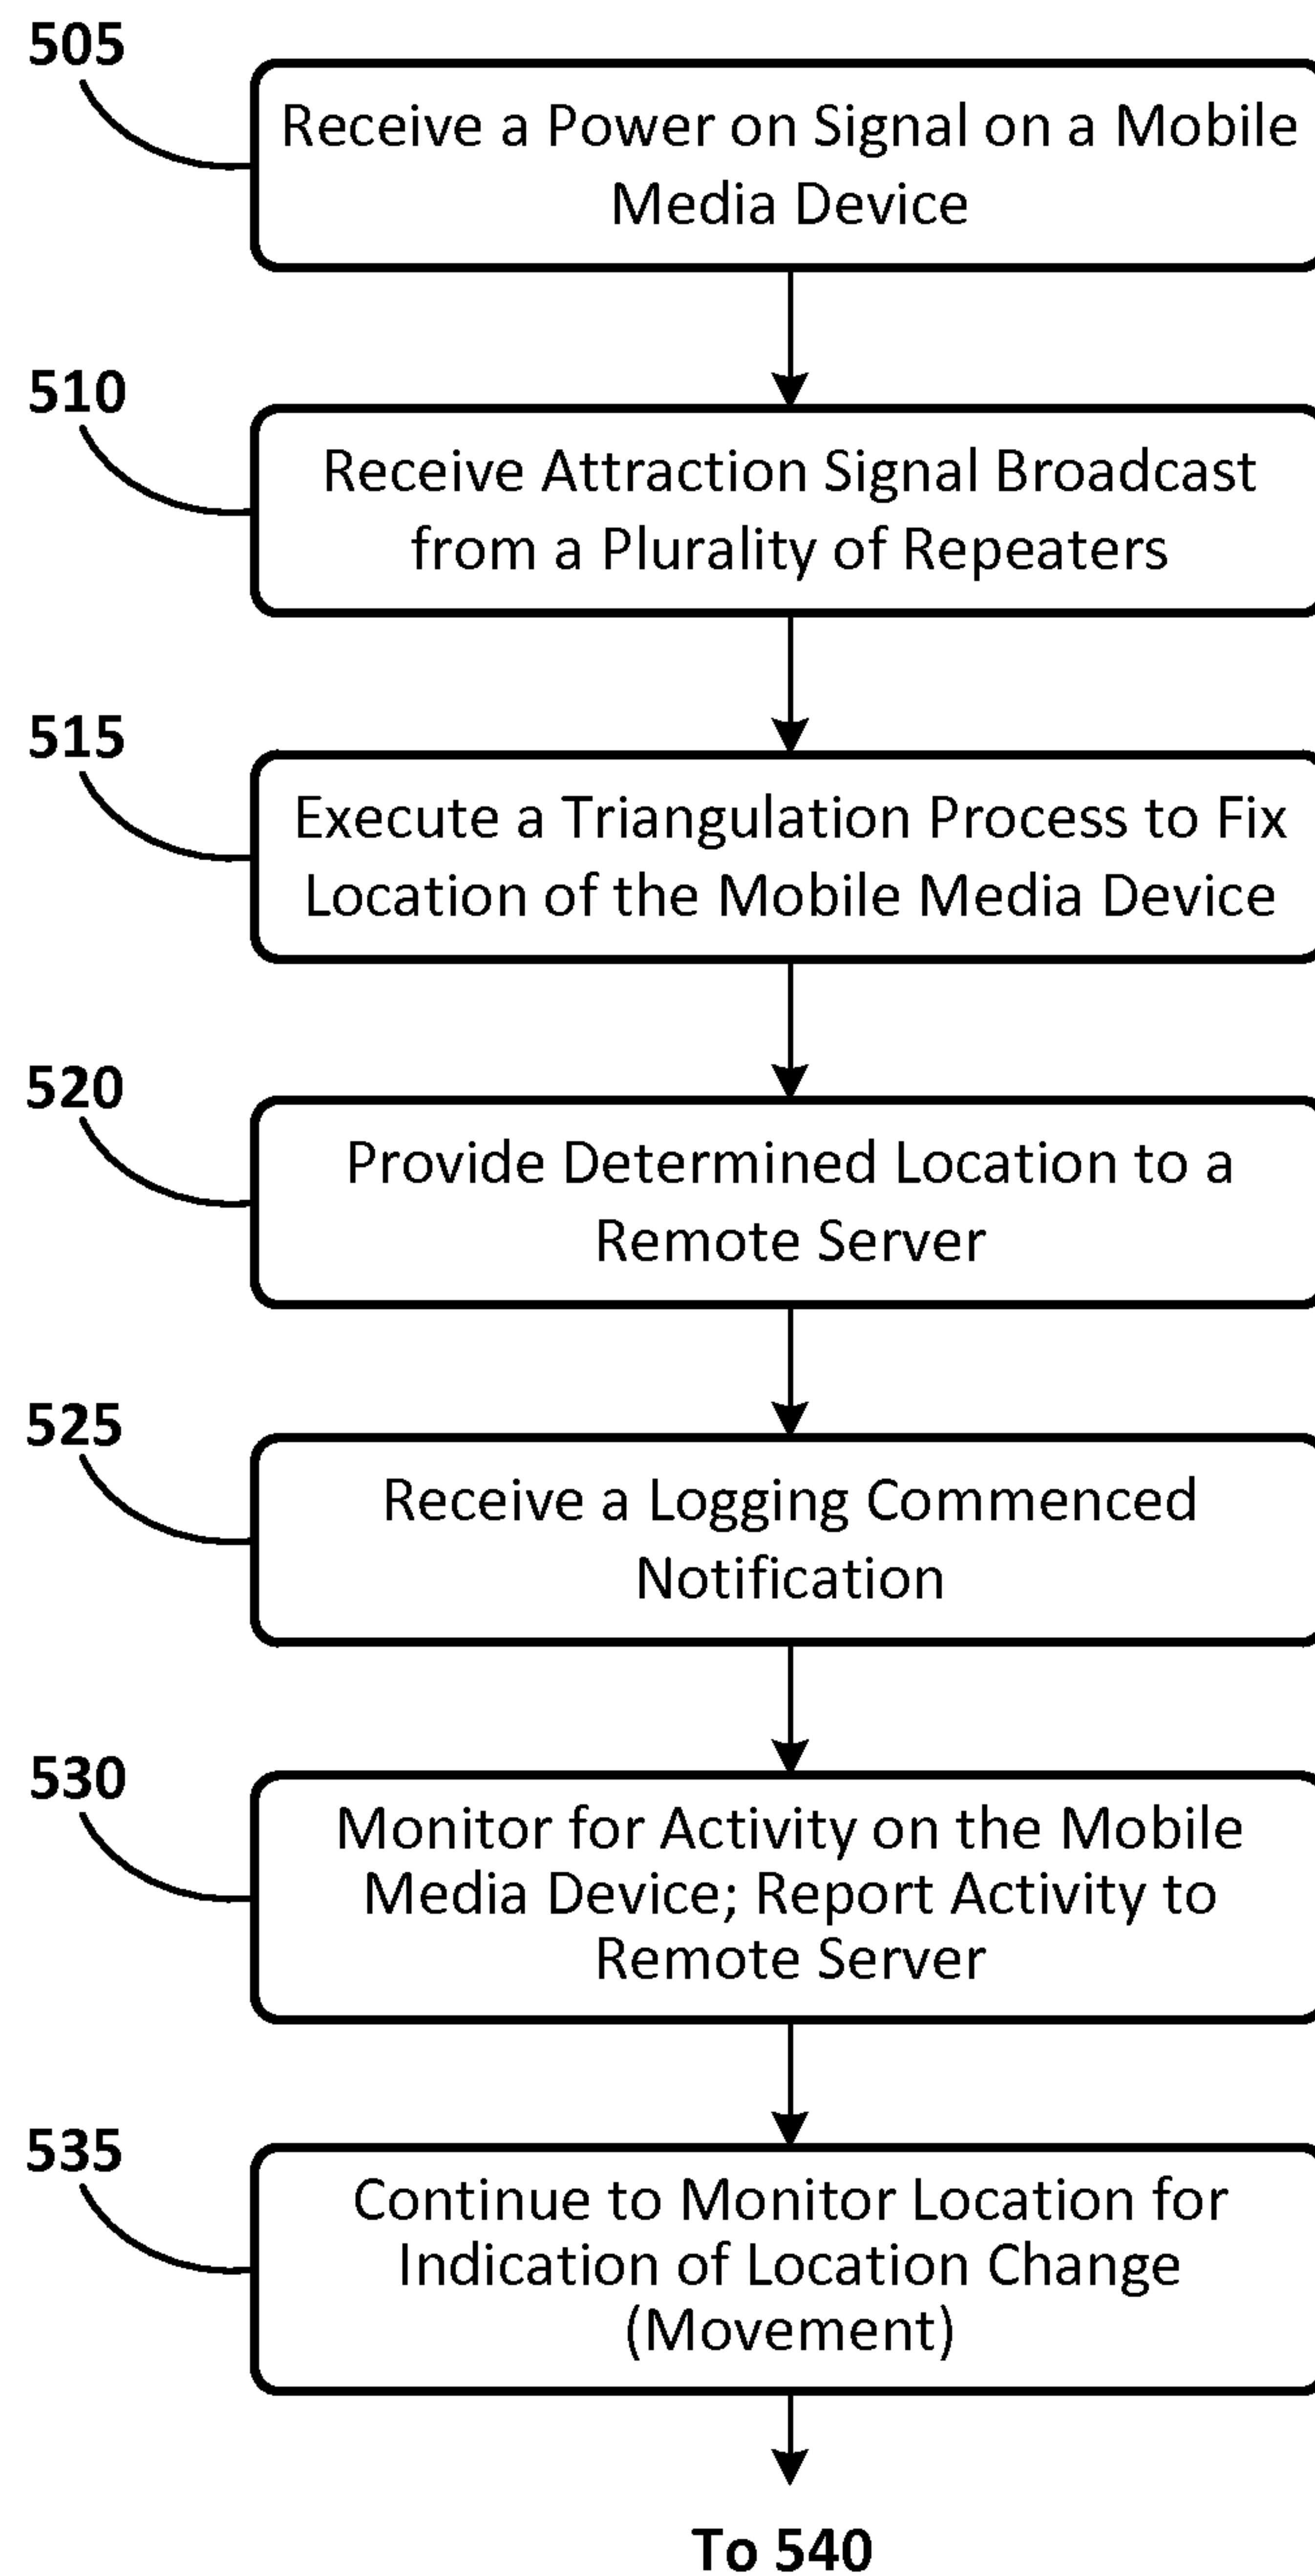 505
Receive a Power on Signal on a Mobile
Media Device
510
Receive Attraction Signal Broadcast
from a Plurality of Repeaters
515
Execute a Triangulation Process to Fix
Location of the Mobile Media Device
520
Provide Determined Location to a
Remote Server
525
Receive a Logging Commenced
Notification
530
Monitor for Activity on the Mobile
Media Device; Report Activity to
Remote Server
535
Continue to Monitor Location for
Indication of Location Change
(Movement)
To 540